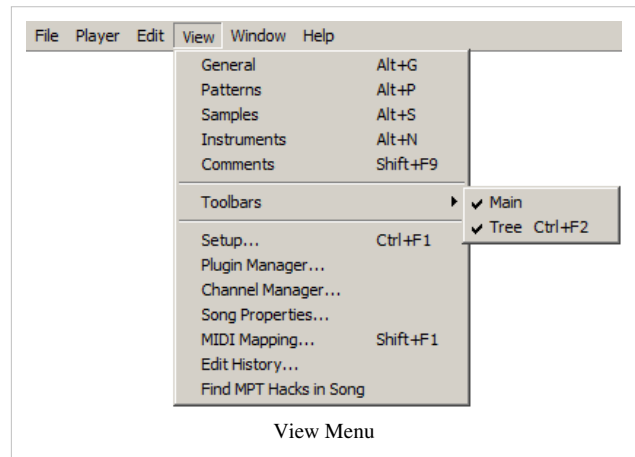 File Player Edit View Window Help
General Alt+G
Patterns Alt+P
Samples Alt+S
Instruments Alt+N
Comments Shift+F9
Toolbars
Main
Tree Ctrl+F2
Setup... Ctrl+F1
Plugin Manager...
Channel Manager...
Song Properties...
MIDI Mapping... Shift+F1
Edit History...
Find MPT Hacks in Song
View Menu